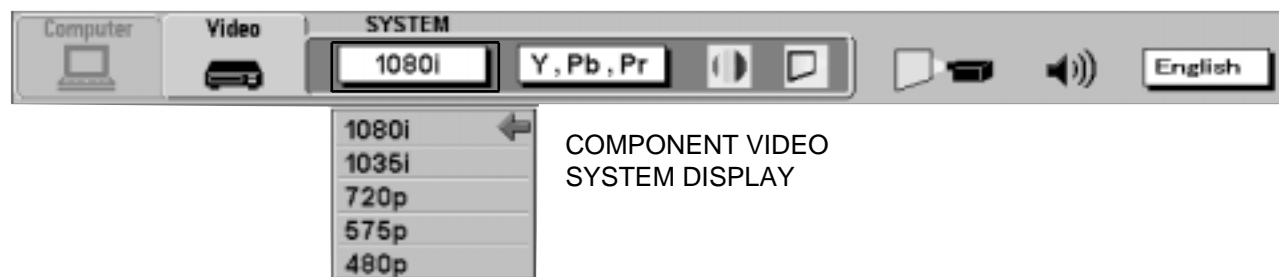 Computer Video SYSTEM
1080i Y , Pb , Pr English
1080i
1035i
720p
575p
480p
COMPONENT VIDEO
SYSTEM DISPLAY